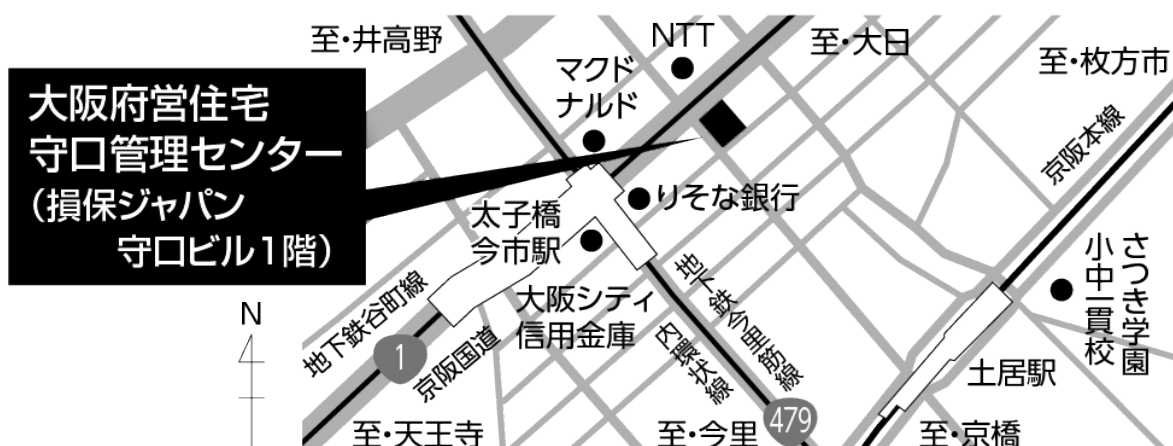 至・井高野
NTT
至・大日
マクド
ナルド
至・枚方市
大阪府営住宅
守口管理センター
（損保ジャパン
守口ビル1階）
京阪本線
りそな銀行
太子橋
今市駅
さつき学園
小中一貫校
大阪シティ
信用金庫
地下鉄谷町線
地下鉄今里筋線
内環状線
N
1
京阪国道
土居駅
479
至・天王寺
至・今里
至・京橋